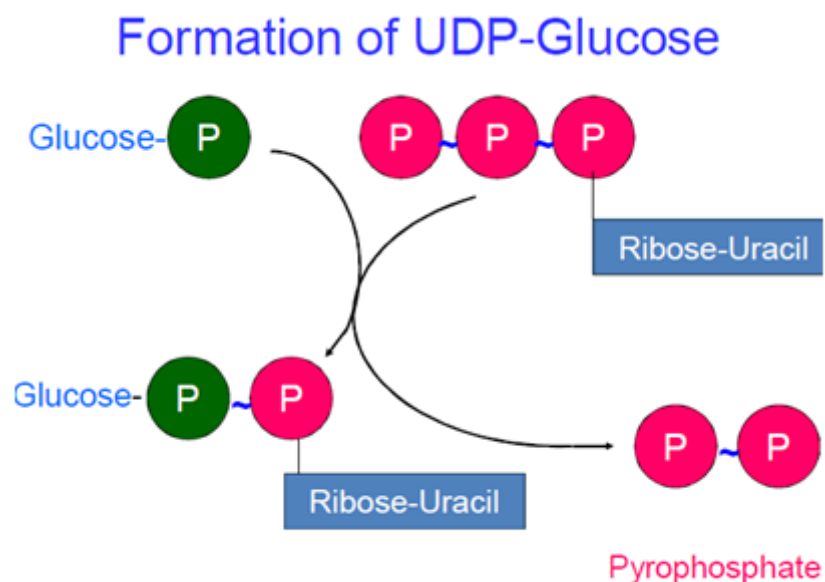 Formation of UDP-Glucose
Glucose- P P ~ P ~ P
Ribose-Uracil
Glucose- P ~ P
P ~ P
Ribose-Uracil
Pyrophosphate